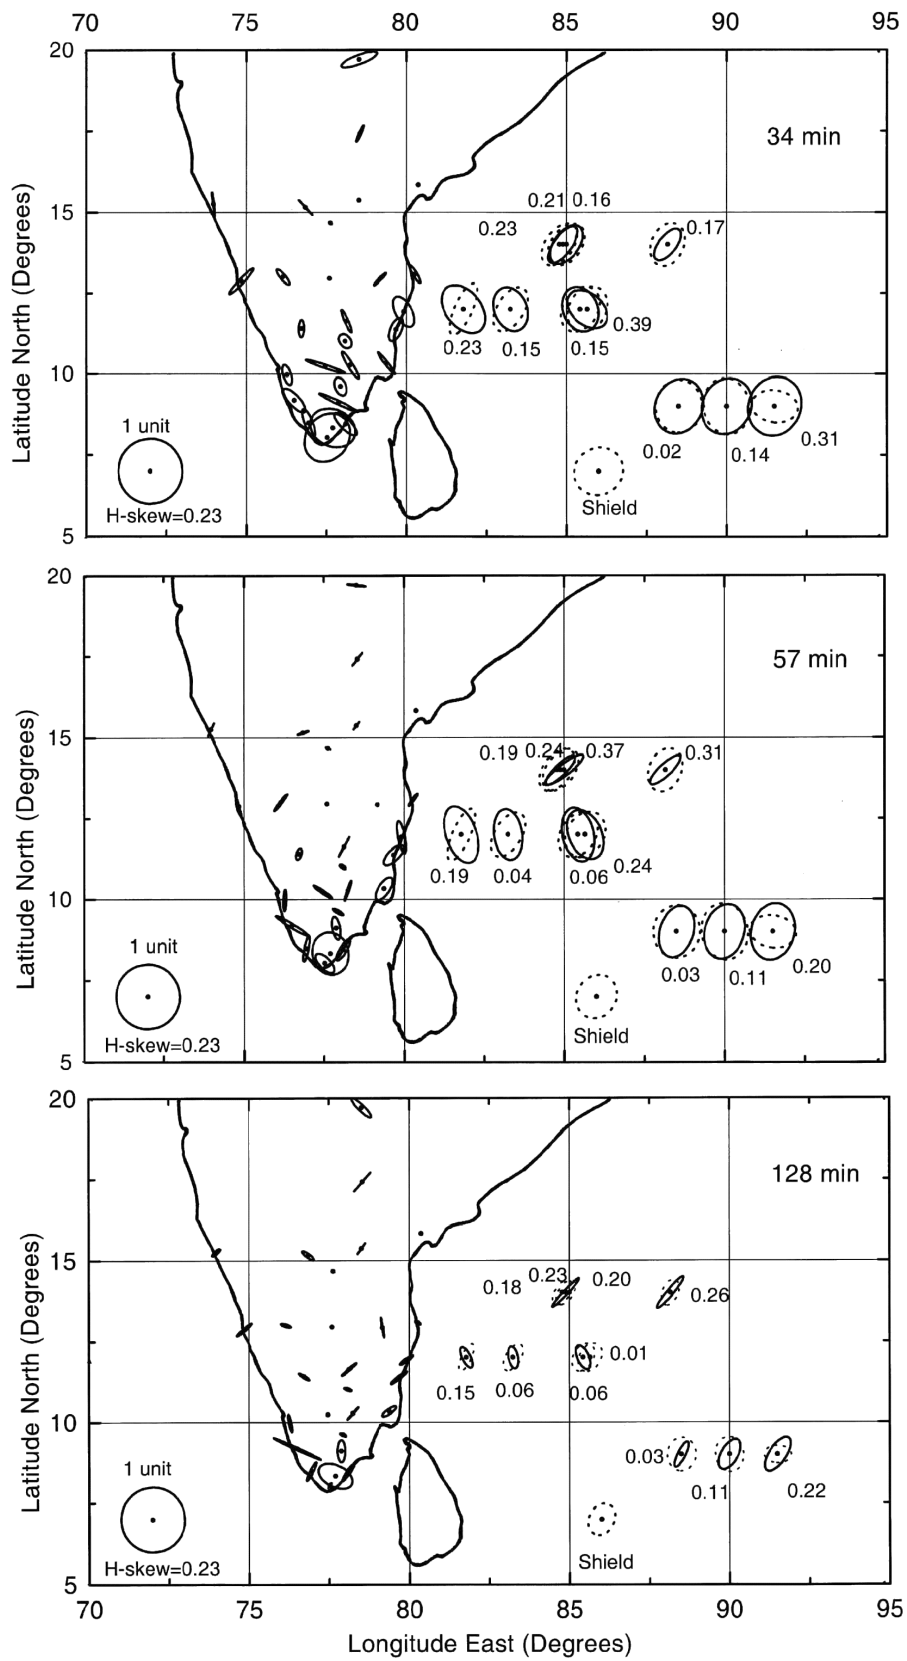 70 75 80 85 90 95
20
34 min
Latitude North (Degrees)
15
0.21 0.16
0.23
0.17
0.39
0.23 0.15 0.15
10
1 unit
0.02 0.14 0.31
H-skew=0.23
Shield
5
20
57 min
Latitude North (Degrees)
15
0.19 0.24 0.37 0.31
0.24
0.19 0.04 0.06
10
1 unit
0.03 0.11 0.20
H-skew=0.23
Shield
5
20
128 min
Latitude North (Degrees)
15
0.18 0.23 0.20 0.26
0.01
0.15 0.06 0.06
10
0.03
1 unit
0.11 0.22
H-skew=0.23
Shield
5
70 75 80 85 90 95
Longitude East (Degrees)